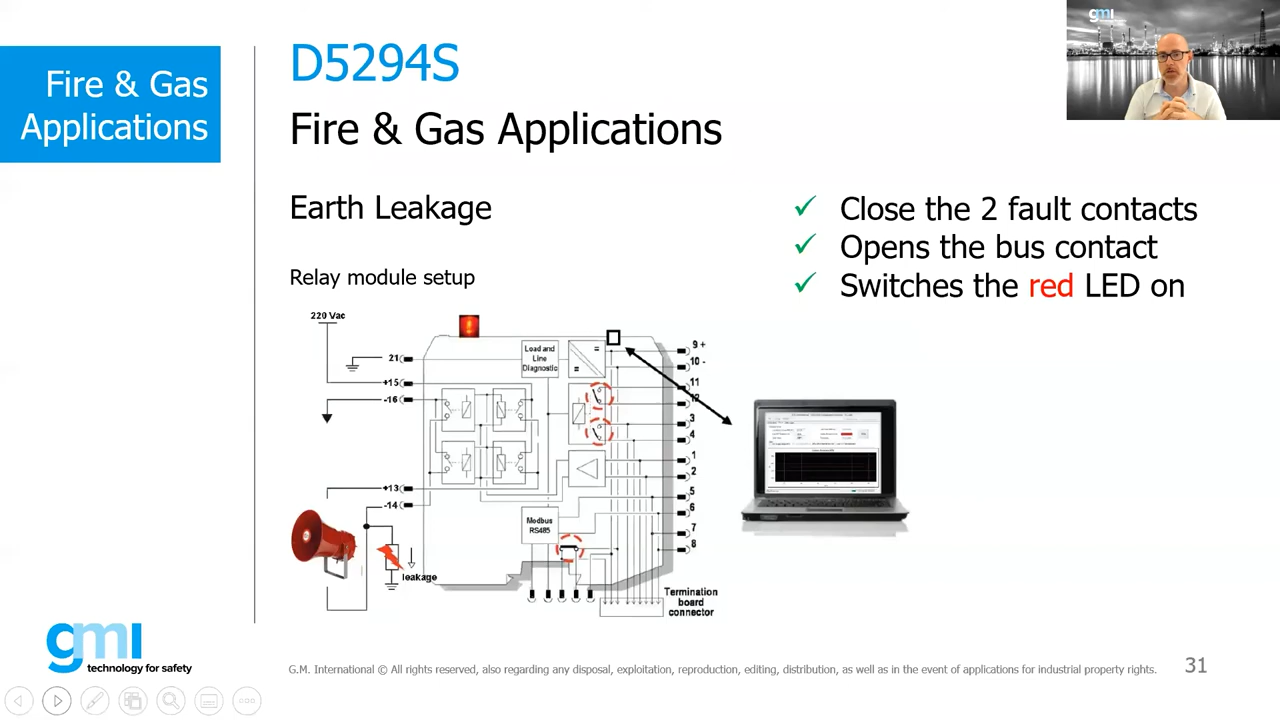 gmi
Fire & Gas
Applications
D5294S
Fire & Gas Applications
Earth Leakage
Close the 2 fault contacts
Opens the bus contact
Switches the red LED on
Relay module setup
220 Vac
21
+15
-16
+13
-14
leakage
Load and
Line
Diagnostic
=
=
Modbus
RS485
9 +
10 -
11
12
3
4
1
2
5
6
7
8
Termination
board
connector
gmi
technology for safety
G.M. International © All rights reserved, also regarding any disposal, exploitation, reproduction, editing, distribution, as well as in the event of applications for industrial property rights.
31